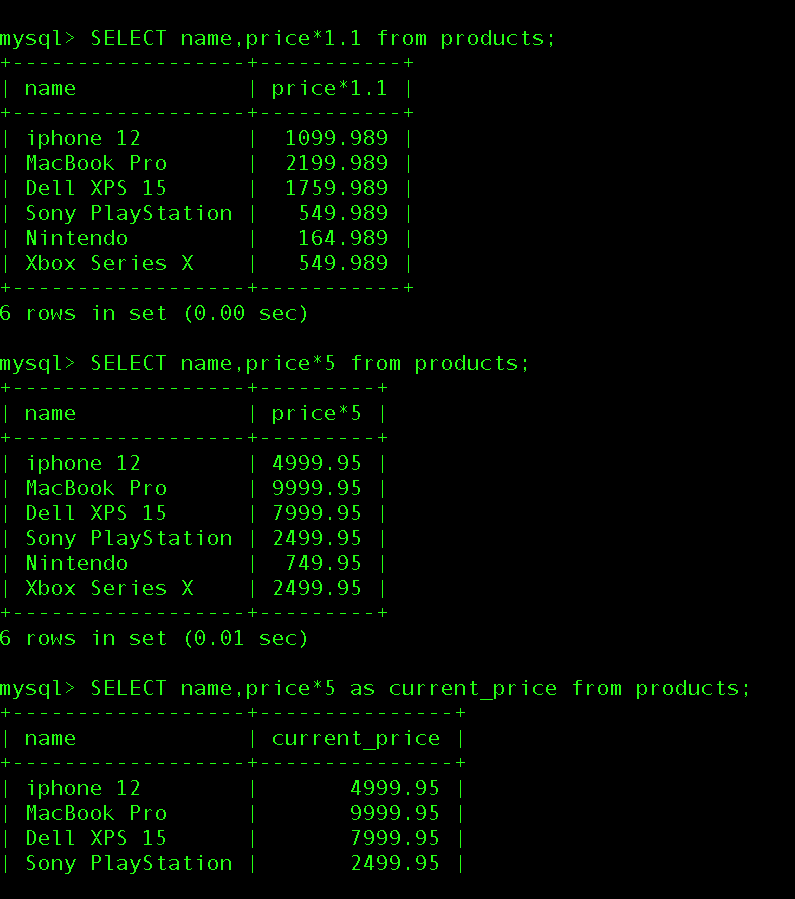 mysql> SELECT name,price*1.1 from products;
+------------------+-----------+
| name             | price*1.1 |
+------------------+-----------+
| iphone 12        |  1099.989 |
| MacBook Pro      |  2199.989 |
| Dell XPS 15      |  1759.989 |
| Sony PlayStation |   549.989 |
| Nintendo         |   164.989 |
| Xbox Series X    |   549.989 |
+------------------+-----------+
6 rows in set (0.00 sec)

mysql> SELECT name,price*5 from products;
+------------------+---------+
| name             | price*5 |
+------------------+---------+
| iphone 12        | 4999.95 |
| MacBook Pro      | 9999.95 |
| Dell XPS 15      | 7999.95 |
| Sony PlayStation | 2499.95 |
| Nintendo         |  749.95 |
| Xbox Series X    | 2499.95 |
+------------------+---------+
6 rows in set (0.01 sec)

mysql> SELECT name,price*5 as current_price from products;
+------------------+---------------+
| name             | current_price |
+------------------+---------------+
| iphone 12        |       4999.95 |
| MacBook Pro      |       9999.95 |
| Dell XPS 15      |       7999.95 |
| Sony PlayStation |       2499.95 |